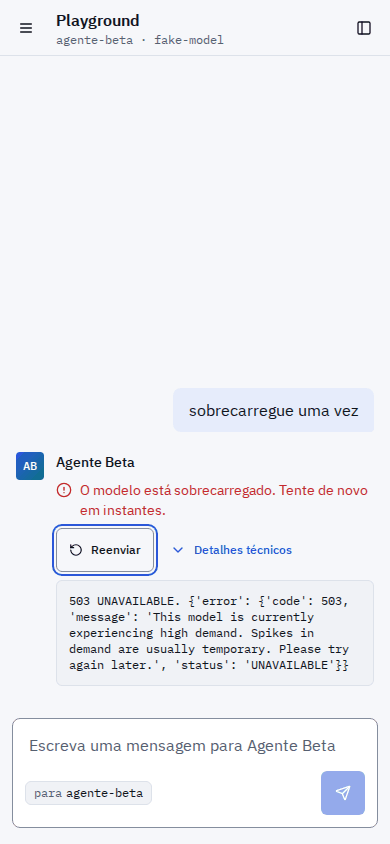 Playground
agente-beta · fake-model
sobrecarregue uma vez
AB
Agente Beta
O modelo está sobrecarregado. Tente de novo
em instantes.
Reenviar
Detalhes técnicos
503 UNAVAILABLE. {'error': {'code': 503,
'message': 'This model is currently
experiencing high demand. Spikes in
demand are usually temporary. Please try
again later.', 'status': 'UNAVAILABLE'}}
Escreva uma mensagem para Agente Beta
para agente-beta